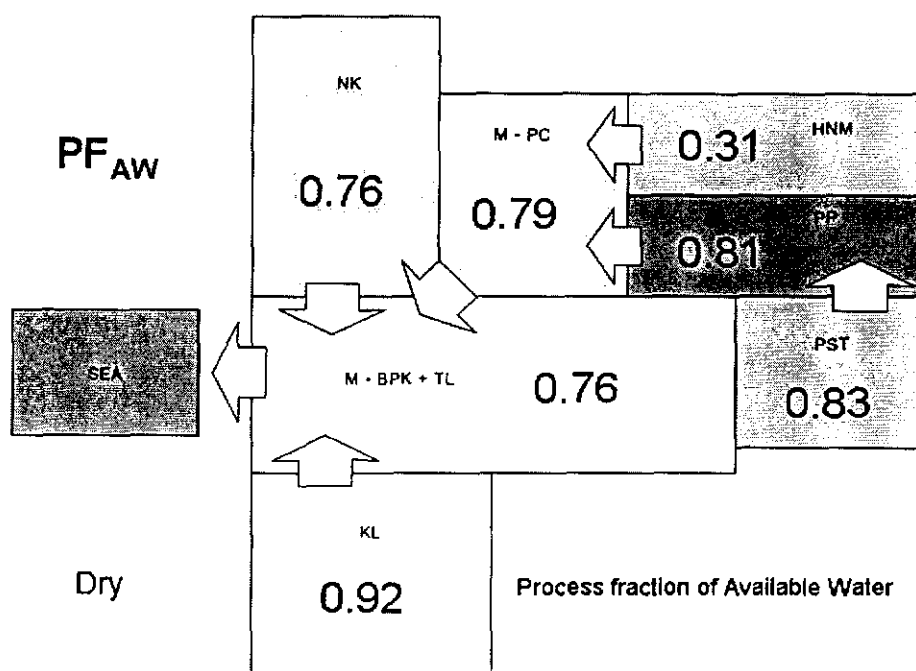 NK
M - PC
HNM
PF_AW
0.31
0.76
0.79
PP
0.81
PST
SEA
M - BPK + TL
0.76
0.83
KL
Dry
0.92
Process fraction of Available Water